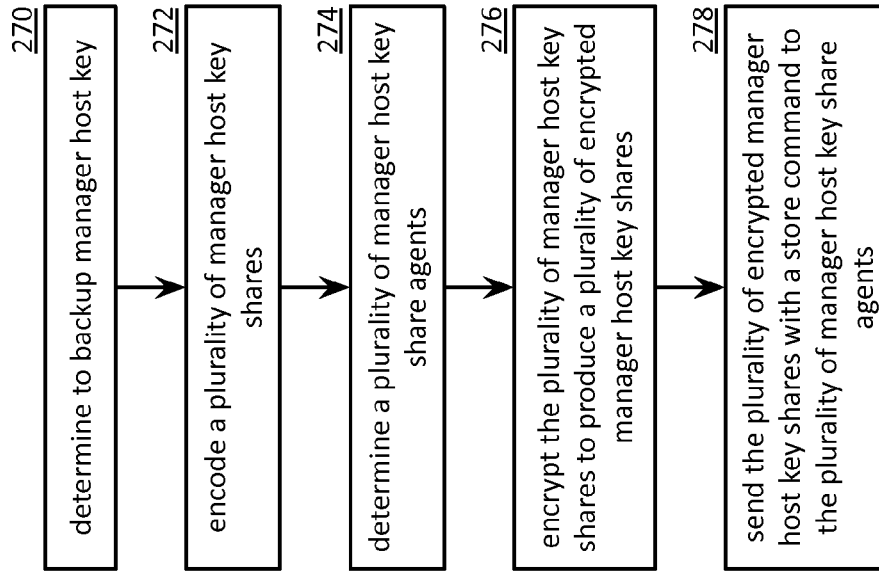 270
determine to backup manager host key
272
encode a plurality of manager host key
shares
274
determine a plurality of manager host key
share agents
276
encrypt the plurality of manager host key
shares to produce a plurality of encrypted
manager host key shares
278
send the plurality of encrypted manager
host key shares with a store command to
the plurality of manager host key share
agents